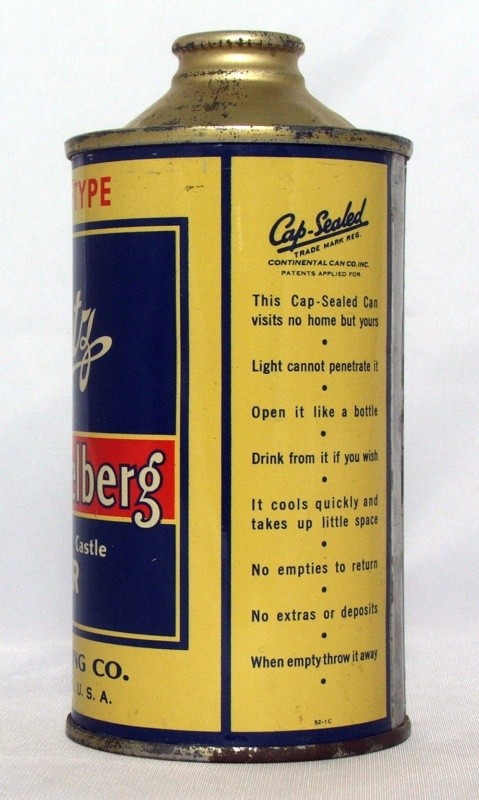 TYPE
Castle
CO.
U.S.A.
Cap-Sealed
TRADE MARK REG.
CONTINENTAL CAN CO. INC.
PATENTS APPLIED FOR
This Cap-Sealed Can
visits no home but yours
•
Light cannot penetrate it
•
Open it like a bottle
•
Drink from it if you wish
•
It cools quickly and
takes up little space
•
No empties to return
•
No extras or deposits
•
When empty throw it away
•
52-1C